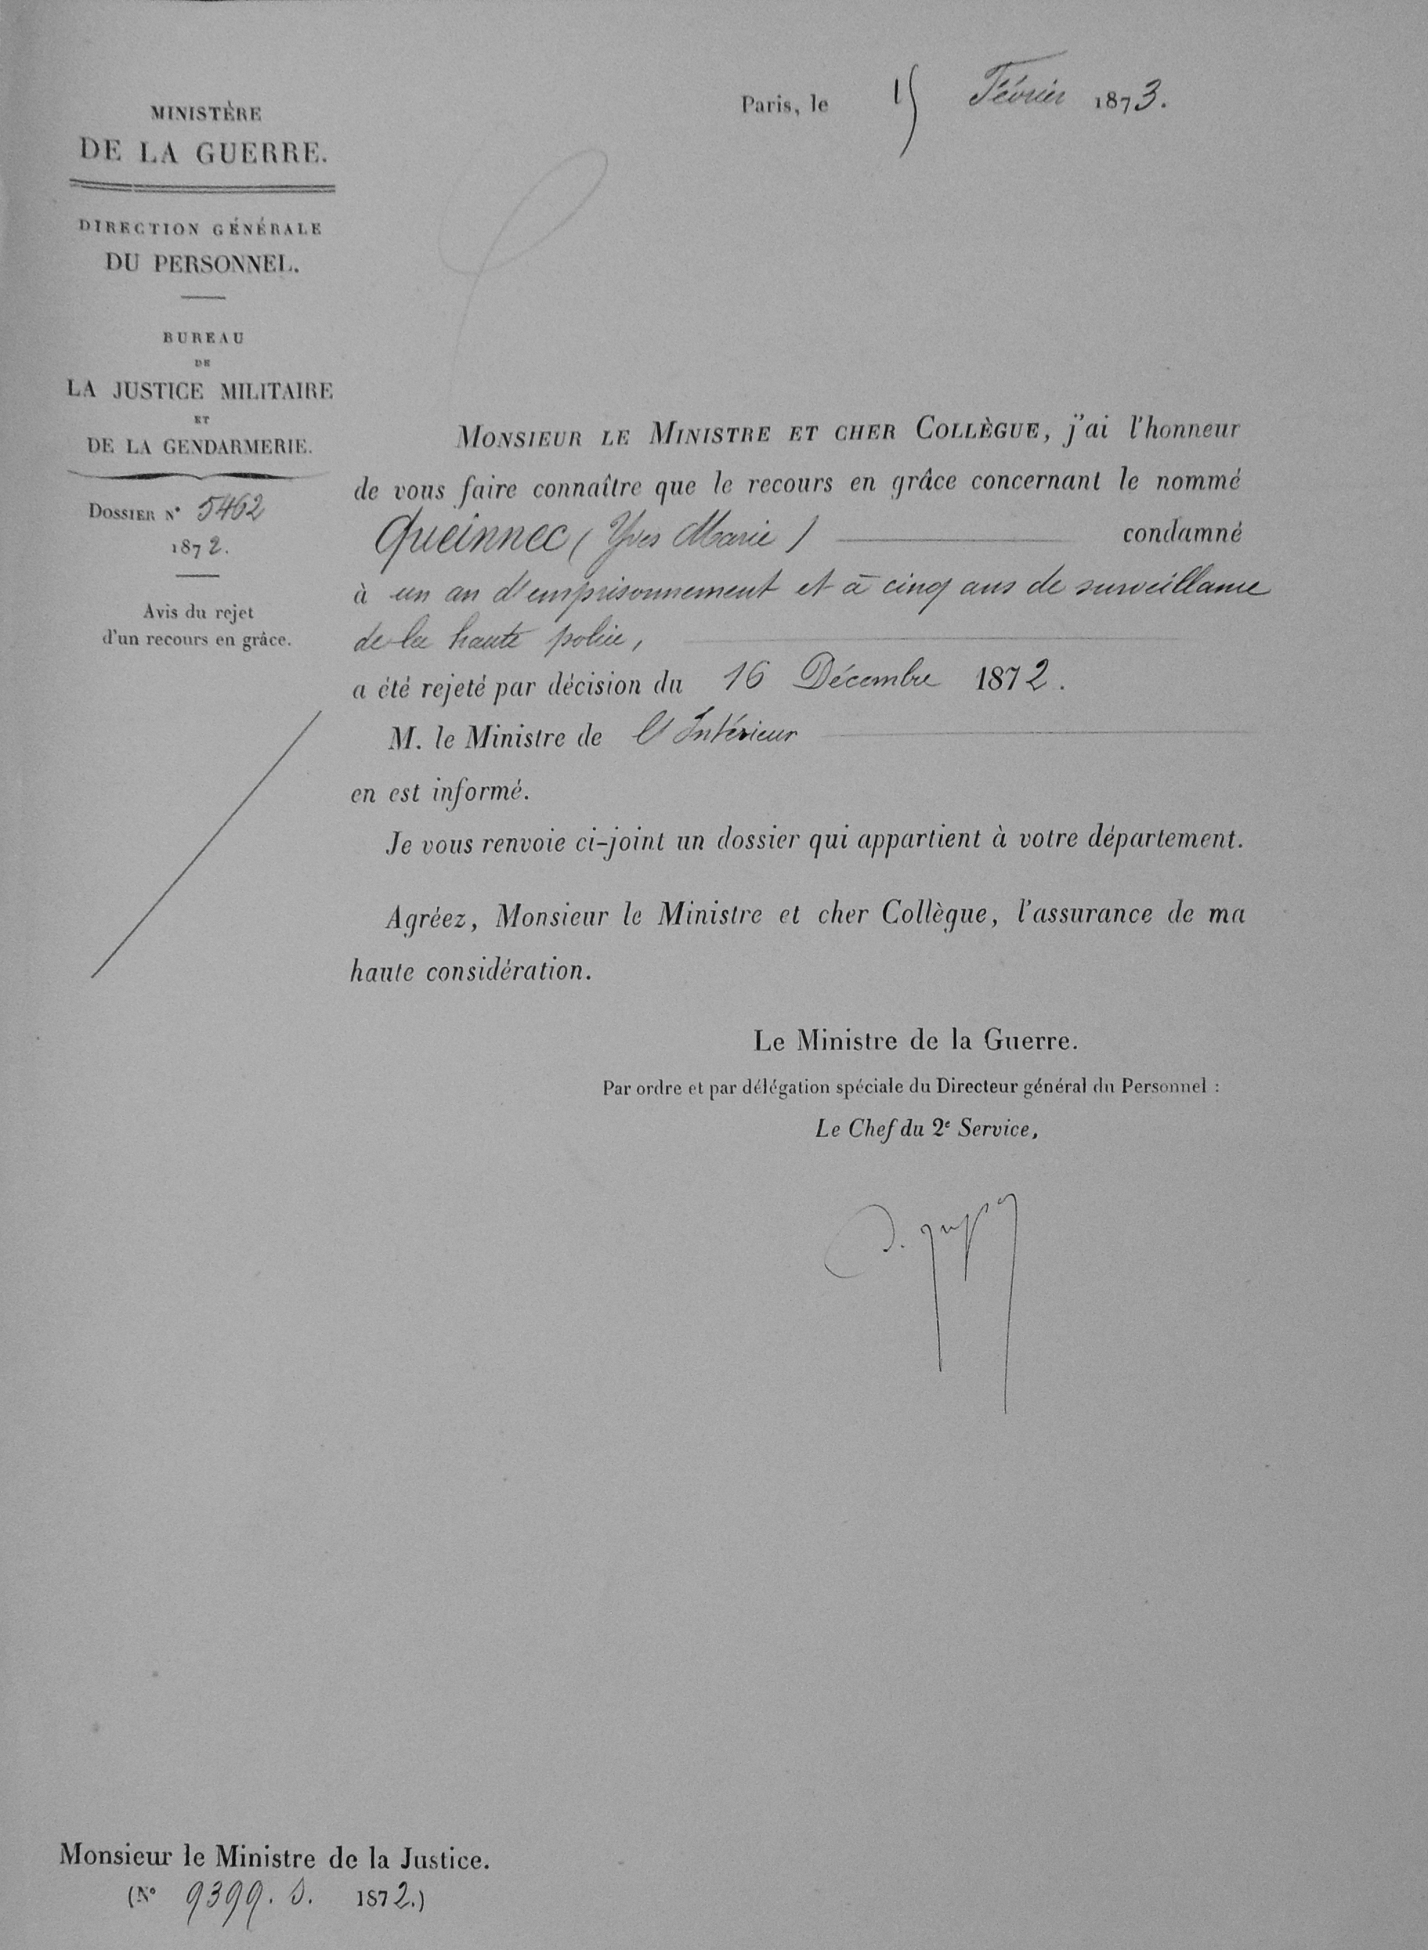 Paris, le 15 Février 1873.
MINISTÈRE
DE LA GUERRE.
DIRECTION GÉNÉRALE
DU PERSONNEL.
BUREAU
DE
LA JUSTICE MILITAIRE
ET
DE LA GENDARMERIE.
DOSSIER N° 5462
1872.
Avis du rejet
d'un recours en grâce.
MONSIEUR LE MINISTRE ET CHER COLLÈGUE, j'ai l'honneur
de vous faire connaître que le recours en grâce concernant le nommé
Queinnec (Yves Marie) condamné
à un an d'emprisonnement et à cinq ans de surveillance
de la haute police,
a été rejeté par décision du 16 Décembre 1872.
M. le Ministre de l'Intérieur
en est informé.
Je vous renvoie ci-joint un dossier qui appartient à votre département.
Agréez, Monsieur le Ministre et cher Collègue, l'assurance de ma
haute considération.
Le Ministre de la Guerre.
Par ordre et par délégation spéciale du Directeur général du Personnel :
Le Chef du 2e Service,
Monsieur le Ministre de la Justice.
(N° 9399. S. 1872.)